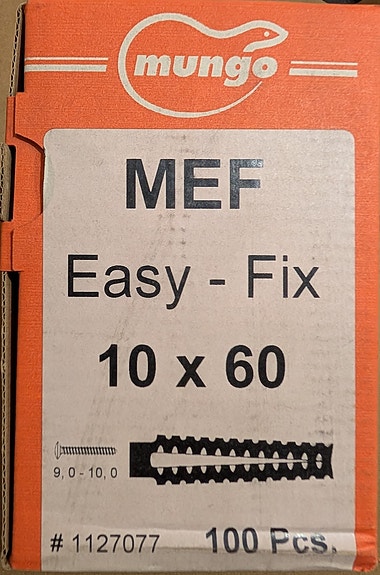 mungo
MEF
Easy - Fix
10 x 60
9,0-10,0
# 1127077 100 Pcs.